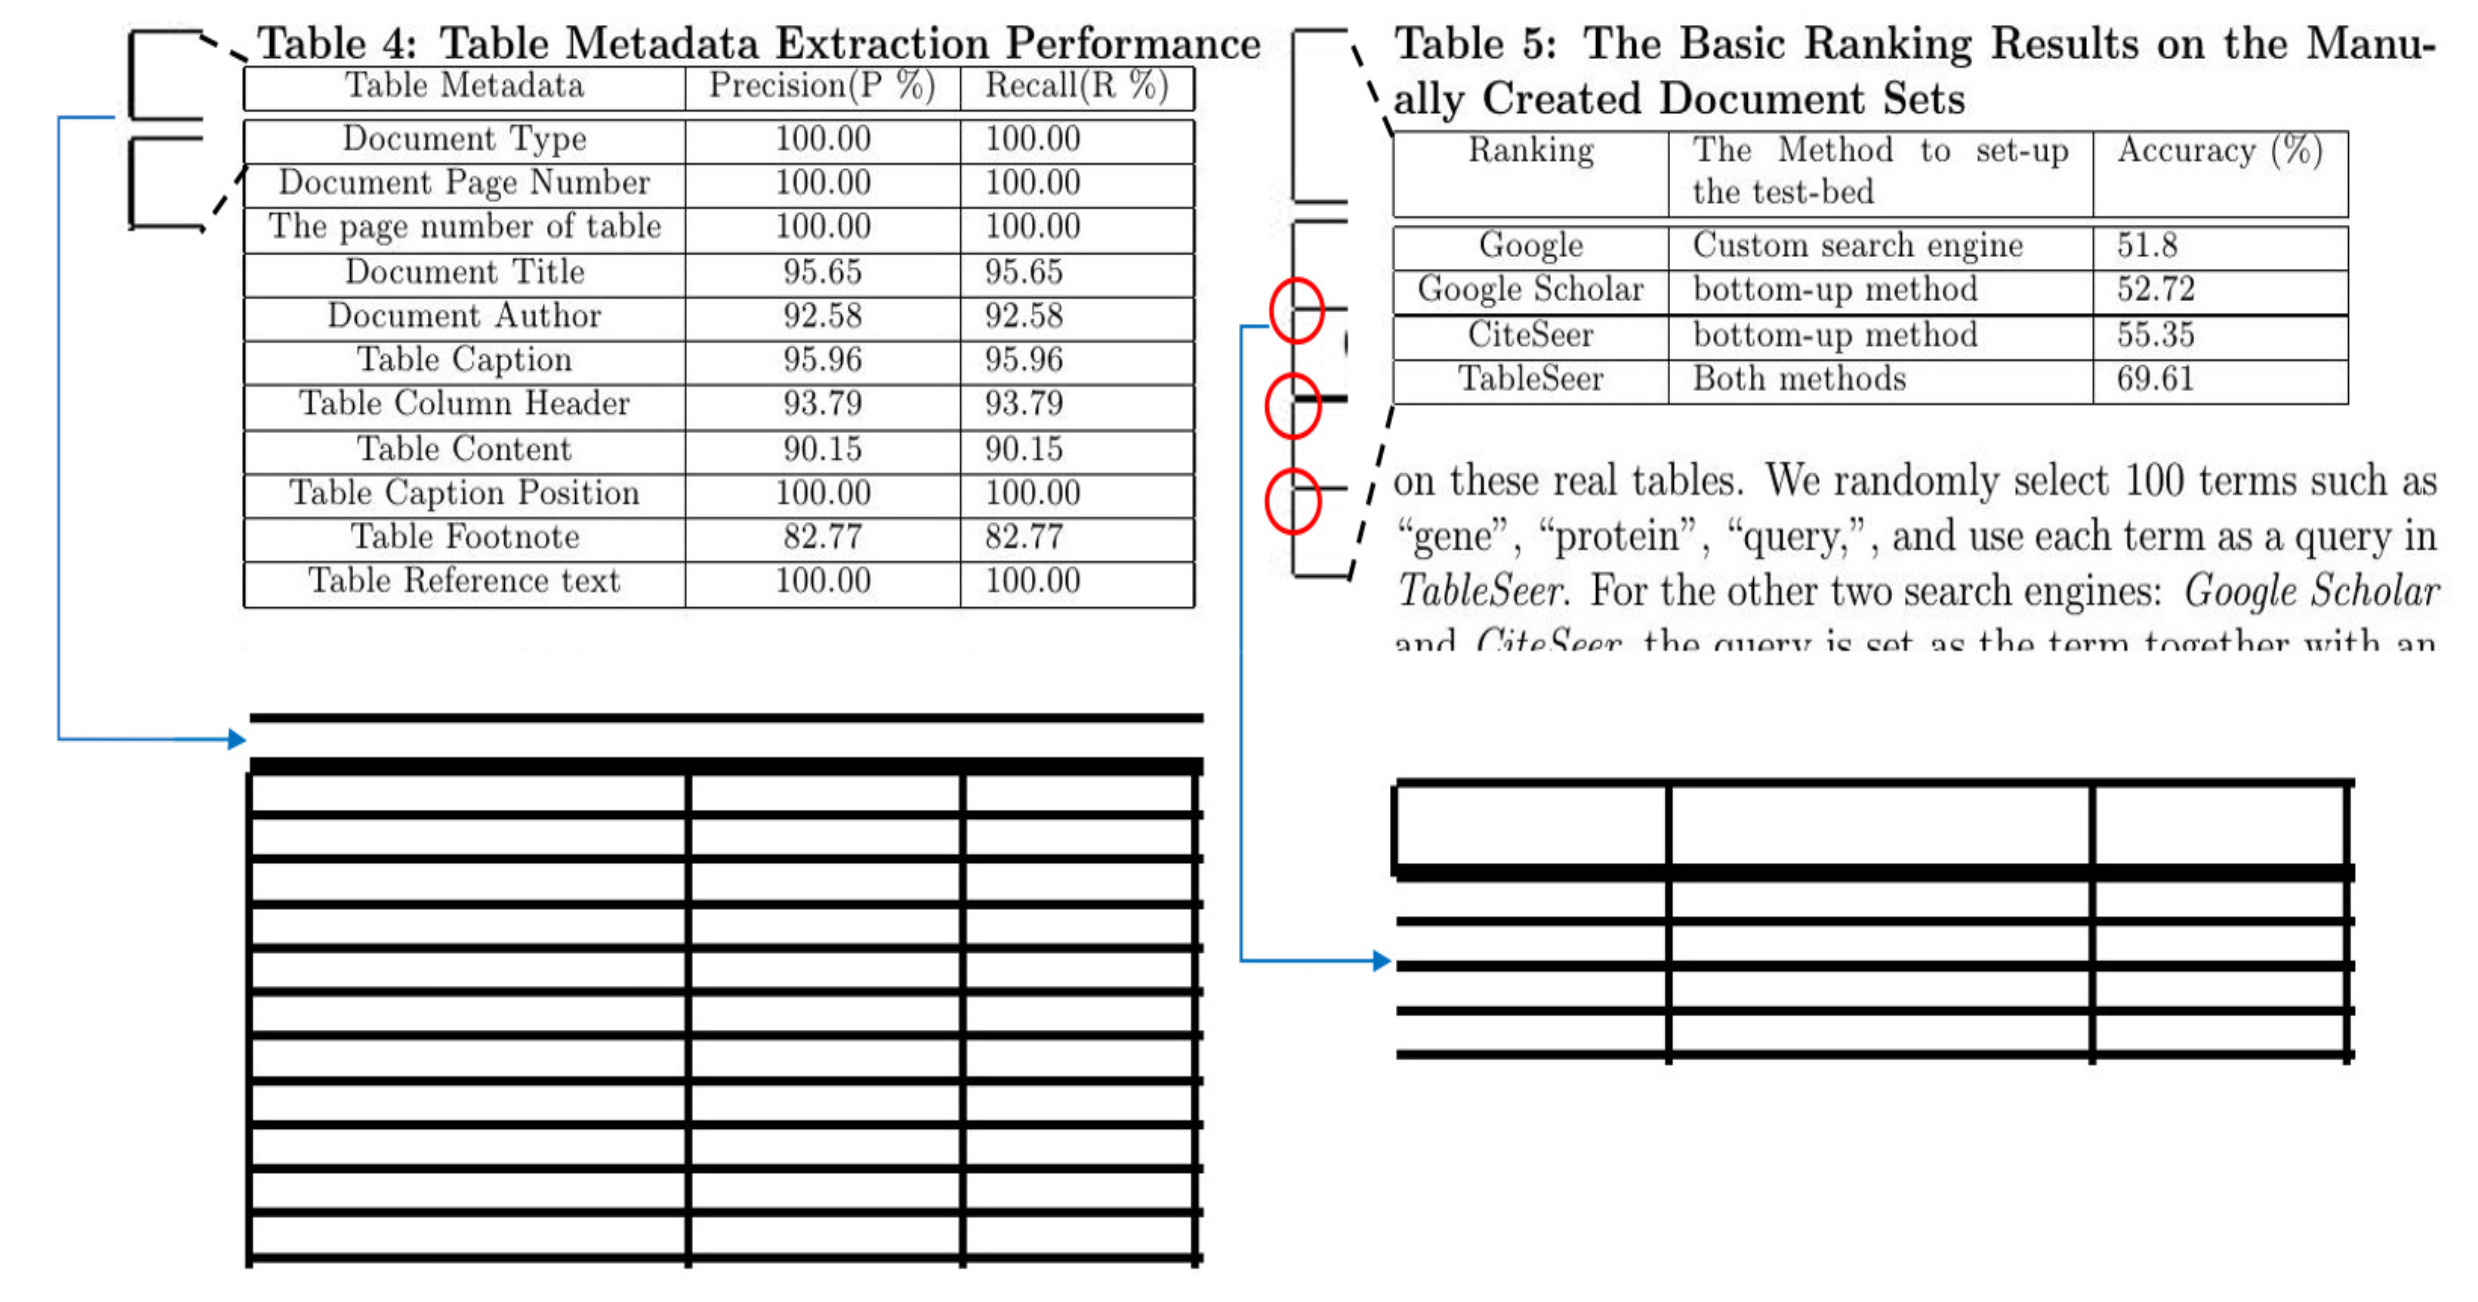 Table 4: Table Metadata Extraction Performance
Table Metadata Precision(P %) Recall(R %)
Document Type 100.00 100.00
Document Page Number 100.00 100.00
The page number of table 100.00 100.00
Document Title 95.65 95.65
Document Author 92.58 92.58
Table Caption 95.96 95.96
Table Column Header 93.79 93.79
Table Content 90.15 90.15
Table Caption Position 100.00 100.00
Table Footnote 82.77 82.77
Table Reference text 100.00 100.00
Table 5: The Basic Ranking Results on the Manu-
ally Created Document Sets
Ranking The Method to set-up Accuracy (%)
the test-bed
Google Custom search engine 51.8
Google Scholar bottom-up method 52.72
CiteSeer bottom-up method 55.35
TableSeer Both methods 69.61
on these real tables. We randomly select 100 terms such as
“gene”, “protein”, “query,”, and use each term as a query in
TableSeer. For the other two search engines: Google Scholar
and CiteSeer, the query is set as the term together with an